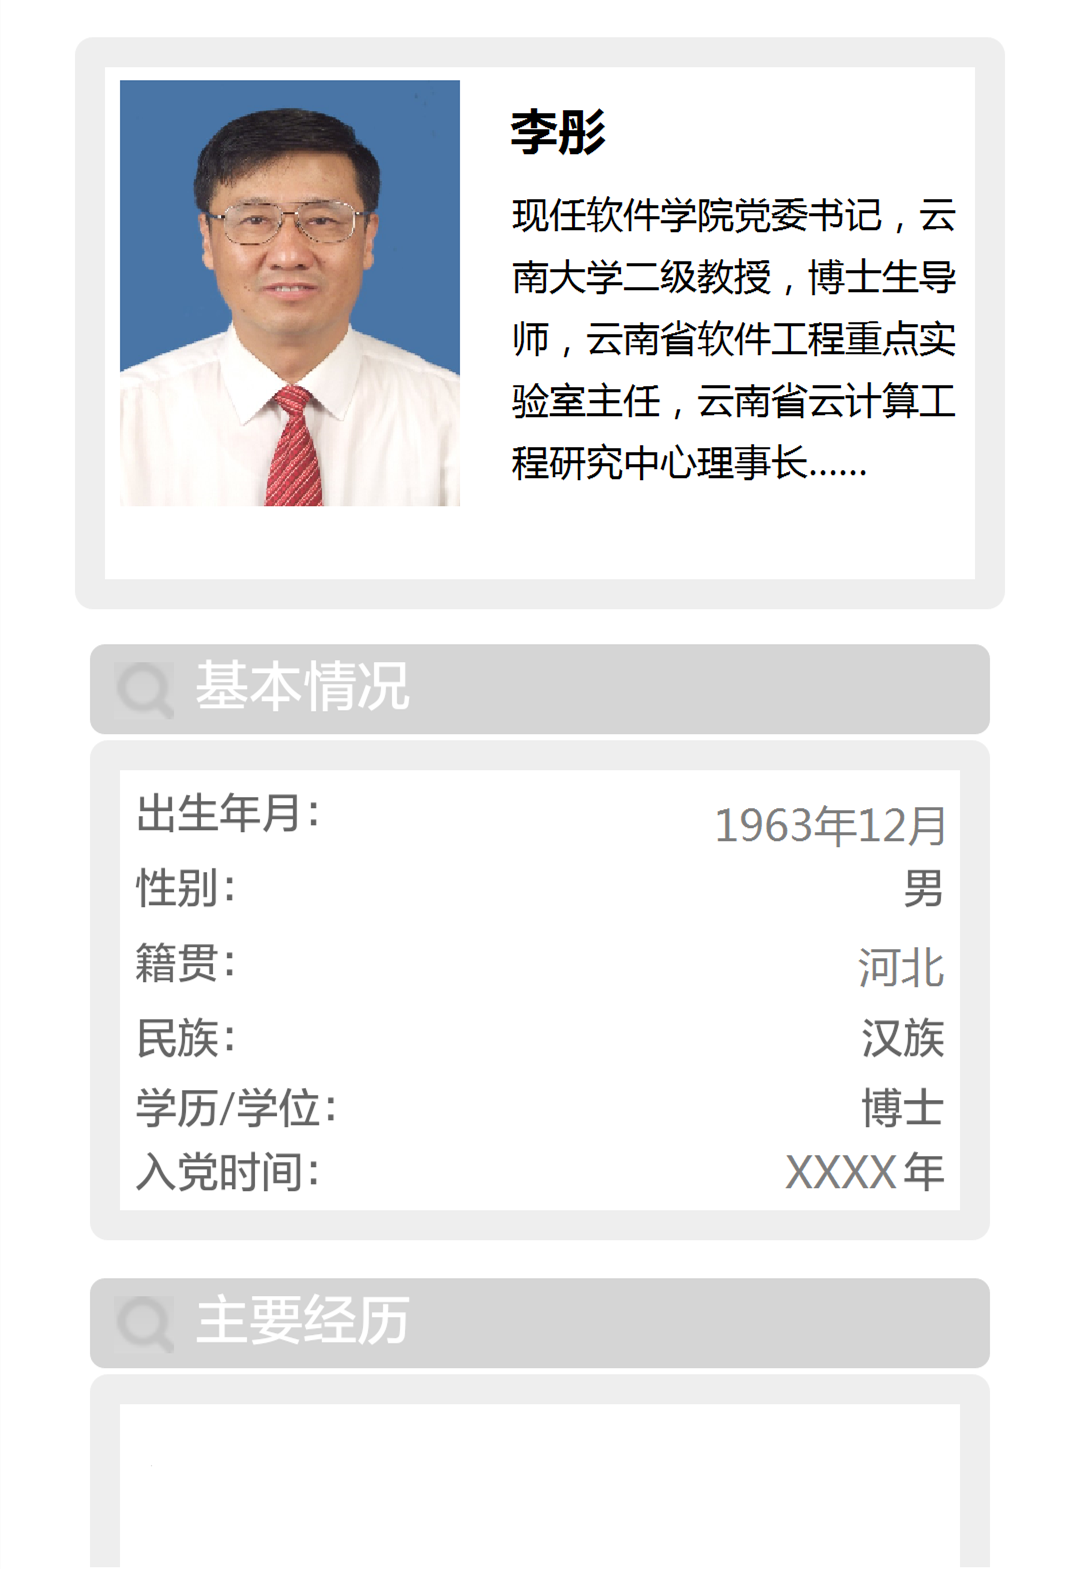 李彤
现任软件学院党委书记，云
南大学二级教授，博士生导
师，云南省软件工程重点实
验室主任，云南省云计算工
程研究中心理事长……
基本情况
出生年月： 1963年12月
性别： 男
籍贯： 河北
民族： 汉族
学历/学位： 博士
入党时间： XXXX年
主要经历